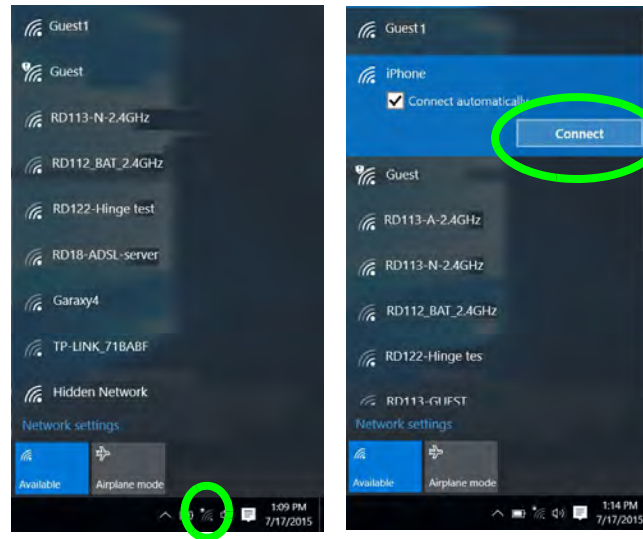 Guest1
Guest
RD113-N-2.4GHz
RD112_BAT_2.4GHz
RD122-Hinge test
RD18-ADSL-server
Garaxy4
TP-LINK_71BABF
Hidden Network
Network settings
Available
Airplane mode
1:09 PM
7/17/2015
Guest 1
iPhone
Connect automatically
Connect
Guest
RD113-A-2.4GHz
RD113-N-2.4GHz
RD112_BAT_2.4GHz
RD122-Hinge tes
RD113-GUEST
Network settings
Available
Airplane mode
1:14 PM
7/17/2015